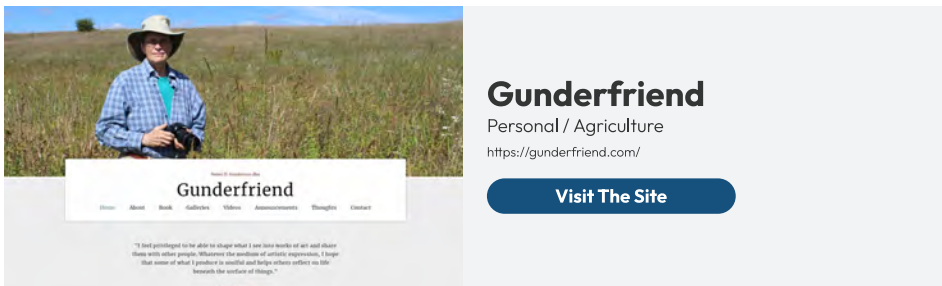 Gunderfriend
Home About Book Galleries Videos Announcements Thoughts Contact
"I feel privileged to be able to shape what I see into works of art and share
them with other people. Whatever the medium of artistic expression, I hope
that some of what I produce is soulful and helps others reflect on life
beneath the surface of things."
Gunderfriend
Personal / Agriculture
https://gunderfriend.com/
Visit The Site